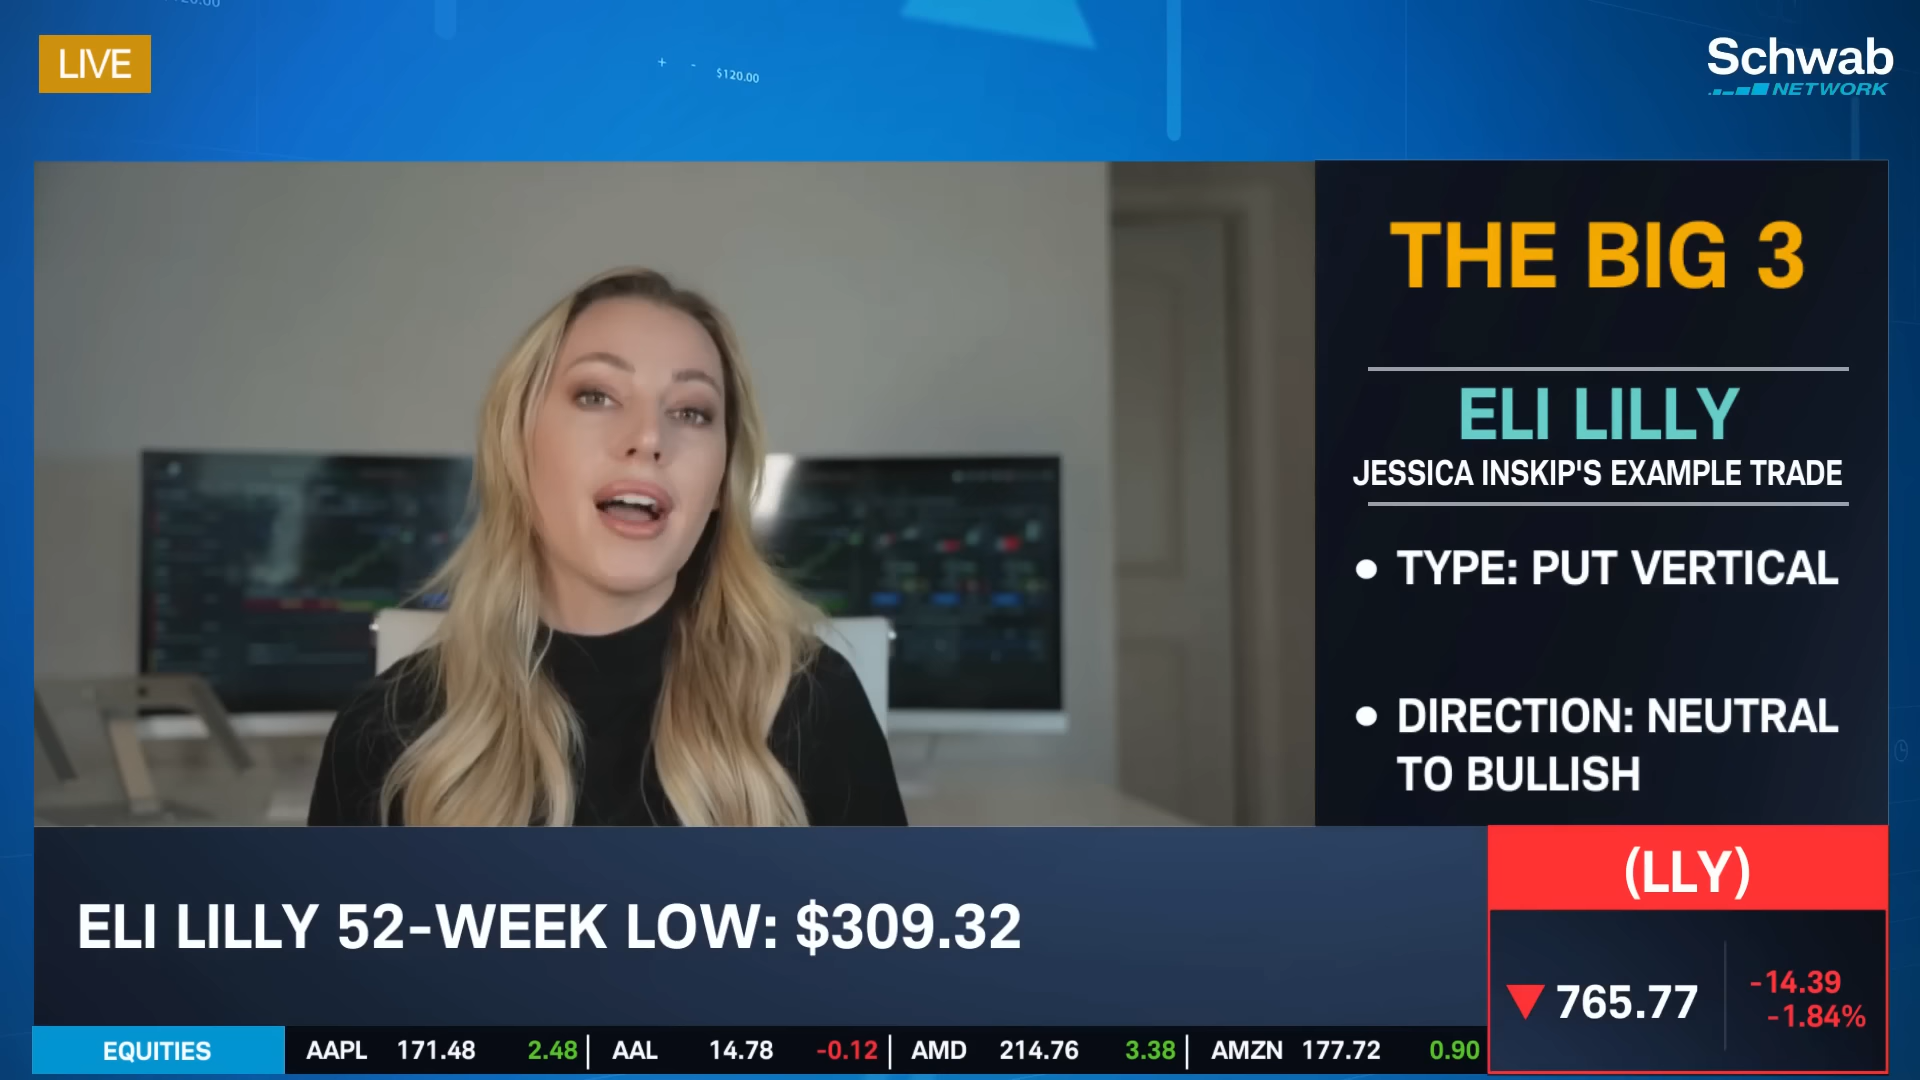 LIVE
+ - $120.00
Schwab
NETWORK
THE BIG 3
ELI LILLY
JESSICA INSKIP'S EXAMPLE TRADE
• TYPE: PUT VERTICAL
• DIRECTION: NEUTRAL
TO BULLISH
ELI LILLY 52-WEEK LOW: $309.32
(LLY)
▼ 765.77
-14.39
-1.84%
EQUITIES
AAPL 171.48 2.48 | AAL 14.78 -0.12 | AMD 214.76 3.38 | AMZN 177.72 0.90